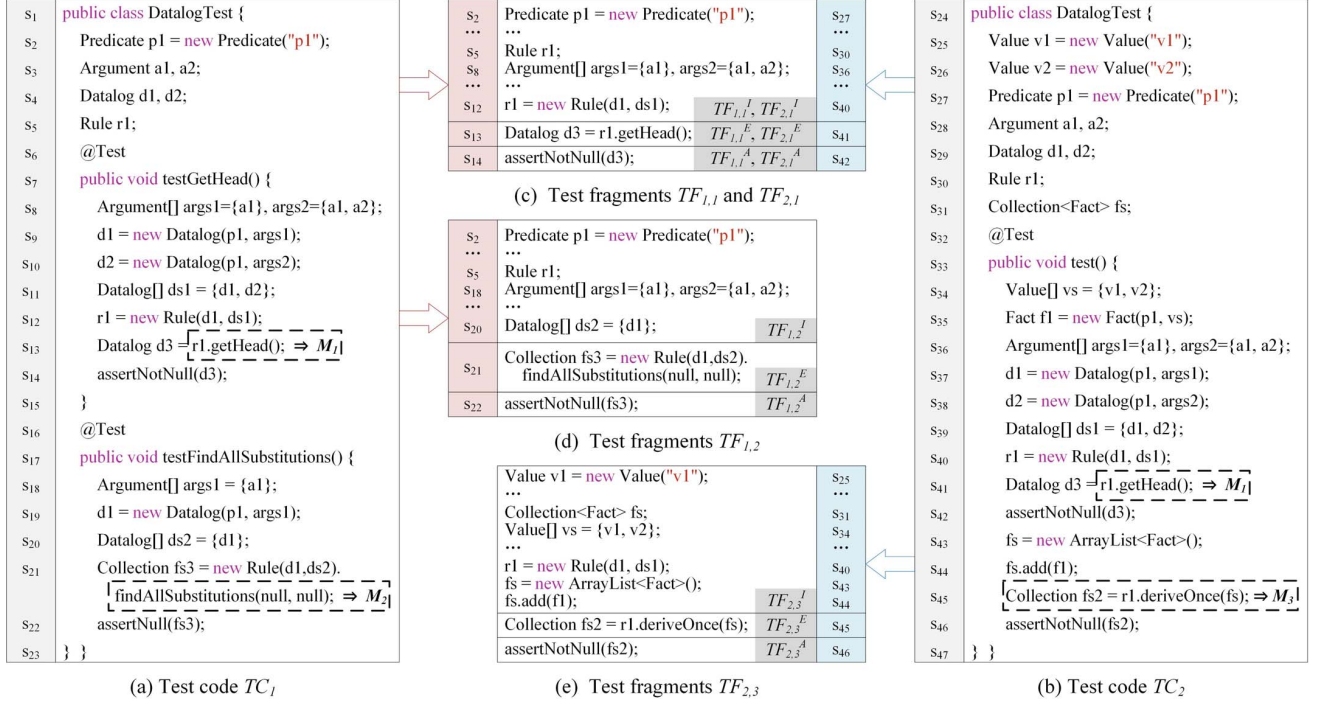 S1 public class DatalogTest {
S2 Predicate p1 = new Predicate("p1");
S3 Argument a1, a2;
S4 Datalog d1, d2;
S5 Rule r1;
S6 @Test
S7 public void testGetHead() {
S8 Argument[] args1={a1}, args2={a1, a2};
S9 d1 = new Datalog(p1, args1);
S10 d2 = new Datalog(p1, args2);
S11 Datalog[] ds1 = {d1, d2};
S12 r1 = new Rule(d1, ds1);
S13 Datalog d3 = r1.getHead(); ⇒ M1
S14 assertNotNull(d3);
S15 }
S16 @Test
S17 public void testFindAllSubstitutions() {
S18 Argument[] args1 = {a1};
S19 d1 = new Datalog(p1, args1);
S20 Datalog[] ds2 = {d1};
S21 Collection fs3 = new Rule(d1,ds2).
findAllSubstitutions(null, null); ⇒ M2
S22 assertNull(fs3);
S23 } }
(a) Test code TC1
S2 Predicate p1 = new Predicate("p1"); S27
... ... ...
S5 Rule r1; S30
S8 Argument[] args1={a1}, args2={a1, a2}; S36
... ... ...
S12 r1 = new Rule(d1, ds1); TF1,1^I, TF2,1^I S40
S13 Datalog d3 = r1.getHead(); TF1,1^E, TF2,1^E S41
S14 assertNotNull(d3); TF1,1^A, TF2,1^A S42
(c) Test fragments TF1,1 and TF2,1
S2 Predicate p1 = new Predicate("p1");
... ...
S5 Rule r1;
S18 Argument[] args1={a1}, args2={a1, a2};
... ...
S20 Datalog[] ds2 = {d1}; TF1,2^I
S21 Collection fs3 = new Rule(d1,ds2).
findAllSubstitutions(null, null); TF1,2^E
S22 assertNotNull(fs3); TF1,2^A
(d) Test fragments TF1,2
Value v1 = new Value("v1"); S25
... ...
Collection<Fact> fs; S31
Value[] vs = {v1, v2}; S34
... ...
r1 = new Rule(d1, ds1); S40
fs = new ArrayList<Fact>(); S43
fs.add(f1); TF2,3^I S44
Collection fs2 = r1.deriveOnce(fs); TF2,3^E S45
assertNotNull(fs2); TF2,3^A S46
(e) Test fragments TF2,3
S24 public class DatalogTest {
S25 Value v1 = new Value("v1");
S26 Value v2 = new Value("v2");
S27 Predicate p1 = new Predicate("p1");
S28 Argument a1, a2;
S29 Datalog d1, d2;
S30 Rule r1;
S31 Collection<Fact> fs;
S32 @Test
S33 public void test() {
S34 Value[] vs = {v1, v2};
S35 Fact f1 = new Fact(p1, vs);
S36 Argument[] args1={a1}, args2={a1, a2};
S37 d1 = new Datalog(p1, args1);
S38 d2 = new Datalog(p1, args2);
S39 Datalog[] ds1 = {d1, d2};
S40 r1 = new Rule(d1, ds1);
S41 Datalog d3 = r1.getHead(); ⇒ M1
S42 assertNotNull(d3);
S43 fs = new ArrayList<Fact>();
S44 fs.add(f1);
S45 Collection fs2 = r1.deriveOnce(fs); ⇒ M3
S46 assertNotNull(fs2);
S47 } }
(b) Test code TC2